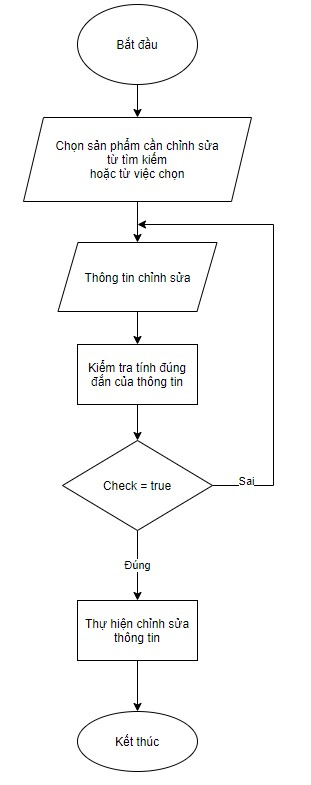 Bắt đầu
Chọn sản phẩm cần chỉnh sửa
từ tìm kiếm
hoặc từ việc chọn
Thông tin chỉnh sửa
Kiểm tra tính đúng
đắn của thông tin
Check = true
Sai
Đúng
Thự hiện chỉnh sửa
thông tin
Kết thúc